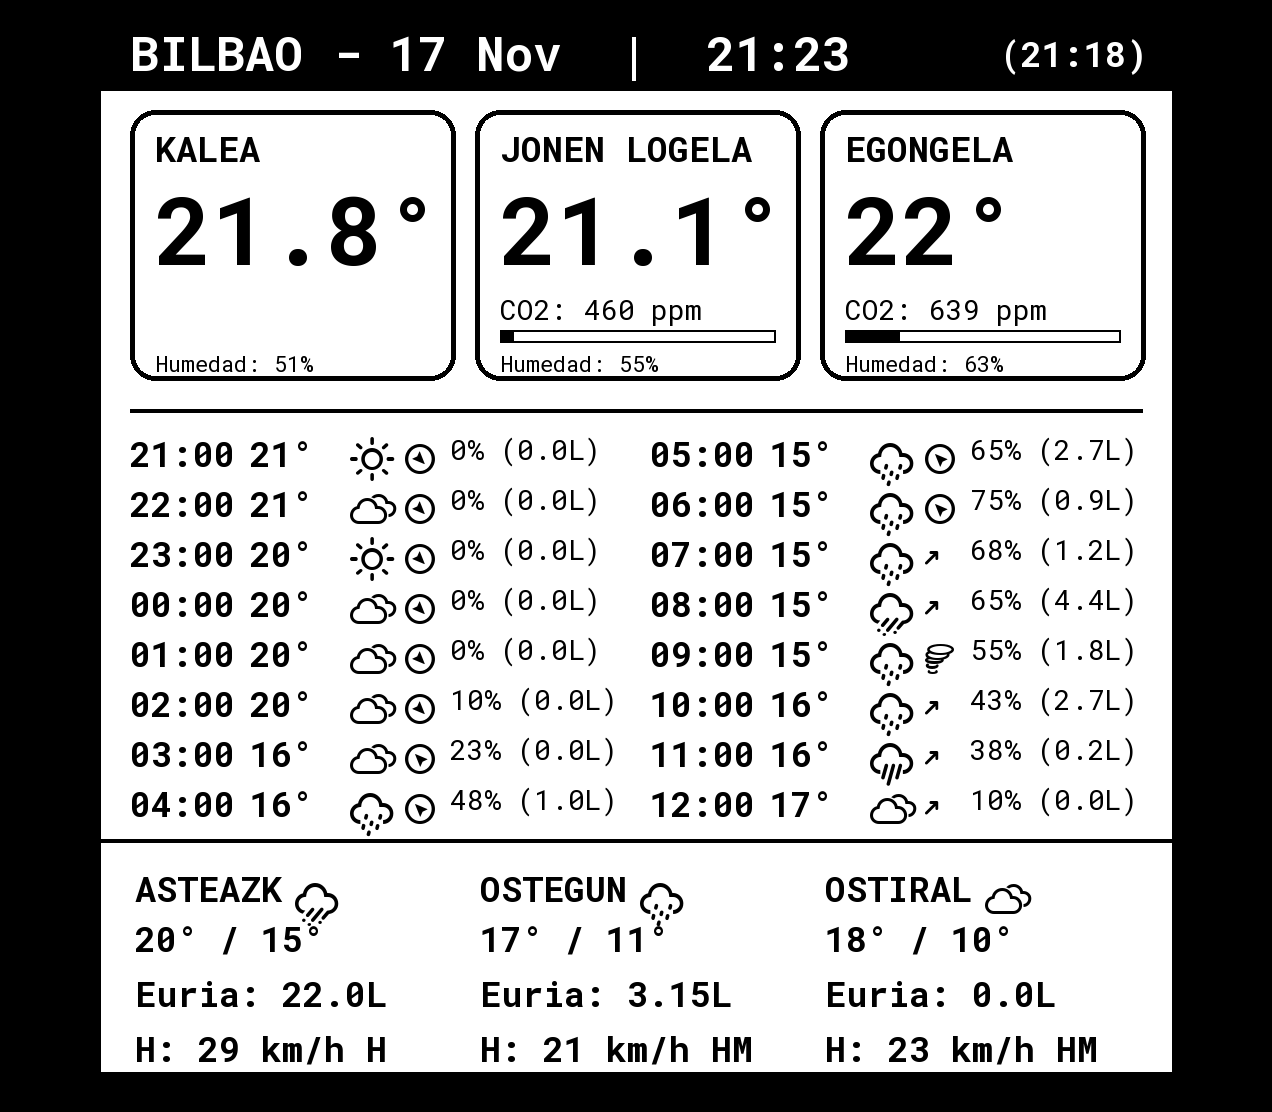 BILBAO - 17 Nov | 21:23 (21:18)
KALEA
21.8°
Humedad: 51%
JONEN LOGELA
21.1°
CO2: 460 ppm
Humedad: 55%
EGONGELA
22°
CO2: 639 ppm
Humedad: 63%
21:00 21° 0% (0.0L)
22:00 21° 0% (0.0L)
23:00 20° 0% (0.0L)
00:00 20° 0% (0.0L)
01:00 20° 0% (0.0L)
02:00 20° 10% (0.0L)
03:00 16° 23% (0.0L)
04:00 16° 48% (1.0L)
05:00 15° 65% (2.7L)
06:00 15° 75% (0.9L)
07:00 15° 68% (1.2L)
08:00 15° 65% (4.4L)
09:00 15° 55% (1.8L)
10:00 16° 43% (2.7L)
11:00 16° 38% (0.2L)
12:00 17° 10% (0.0L)
ASTEAZK
20° / 15°
Euria: 22.0L
H: 29 km/h H
OSTEGUN
17° / 11°
Euria: 3.15L
H: 21 km/h HM
OSTIRAL
18° / 10°
Euria: 0.0L
H: 23 km/h HM